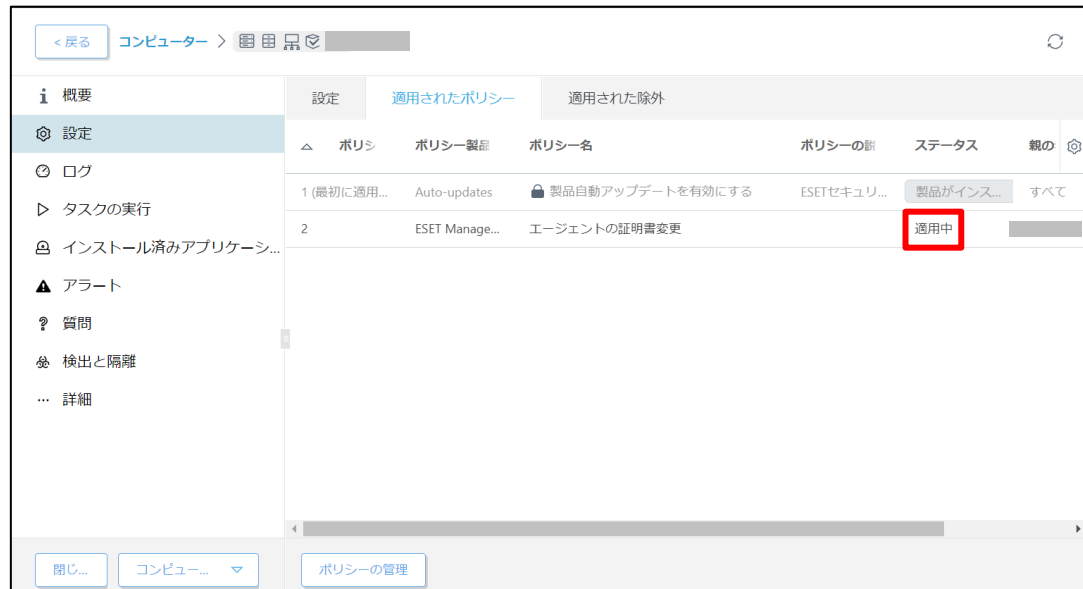 < 戻る コンピューター >
概要
設定
ログ
タスクの実行
インストール済みアプリケーシ...
アラート
質問
検出と隔離
... 詳細
設定 適用されたポリシー 適用された除外
ポリシ ポリシー製品 ポリシー名 ポリシーの説 ステータス 親の
1 (最初に適用... Auto-updates 製品自動アップデートを有効にする ESETセキュリ... 製品がインス... すべて
2 ESET Manage... エージェントの証明書変更 適用中
閉じ... コンピュー... ポリシーの管理